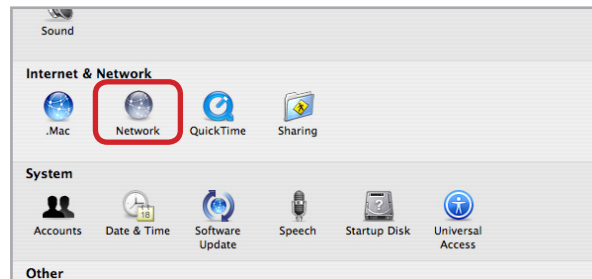 Sound
Internet & Network
.Mac Network QuickTime Sharing
System
18
Accounts Date & Time Software Update Speech Startup Disk Universal Access
Other